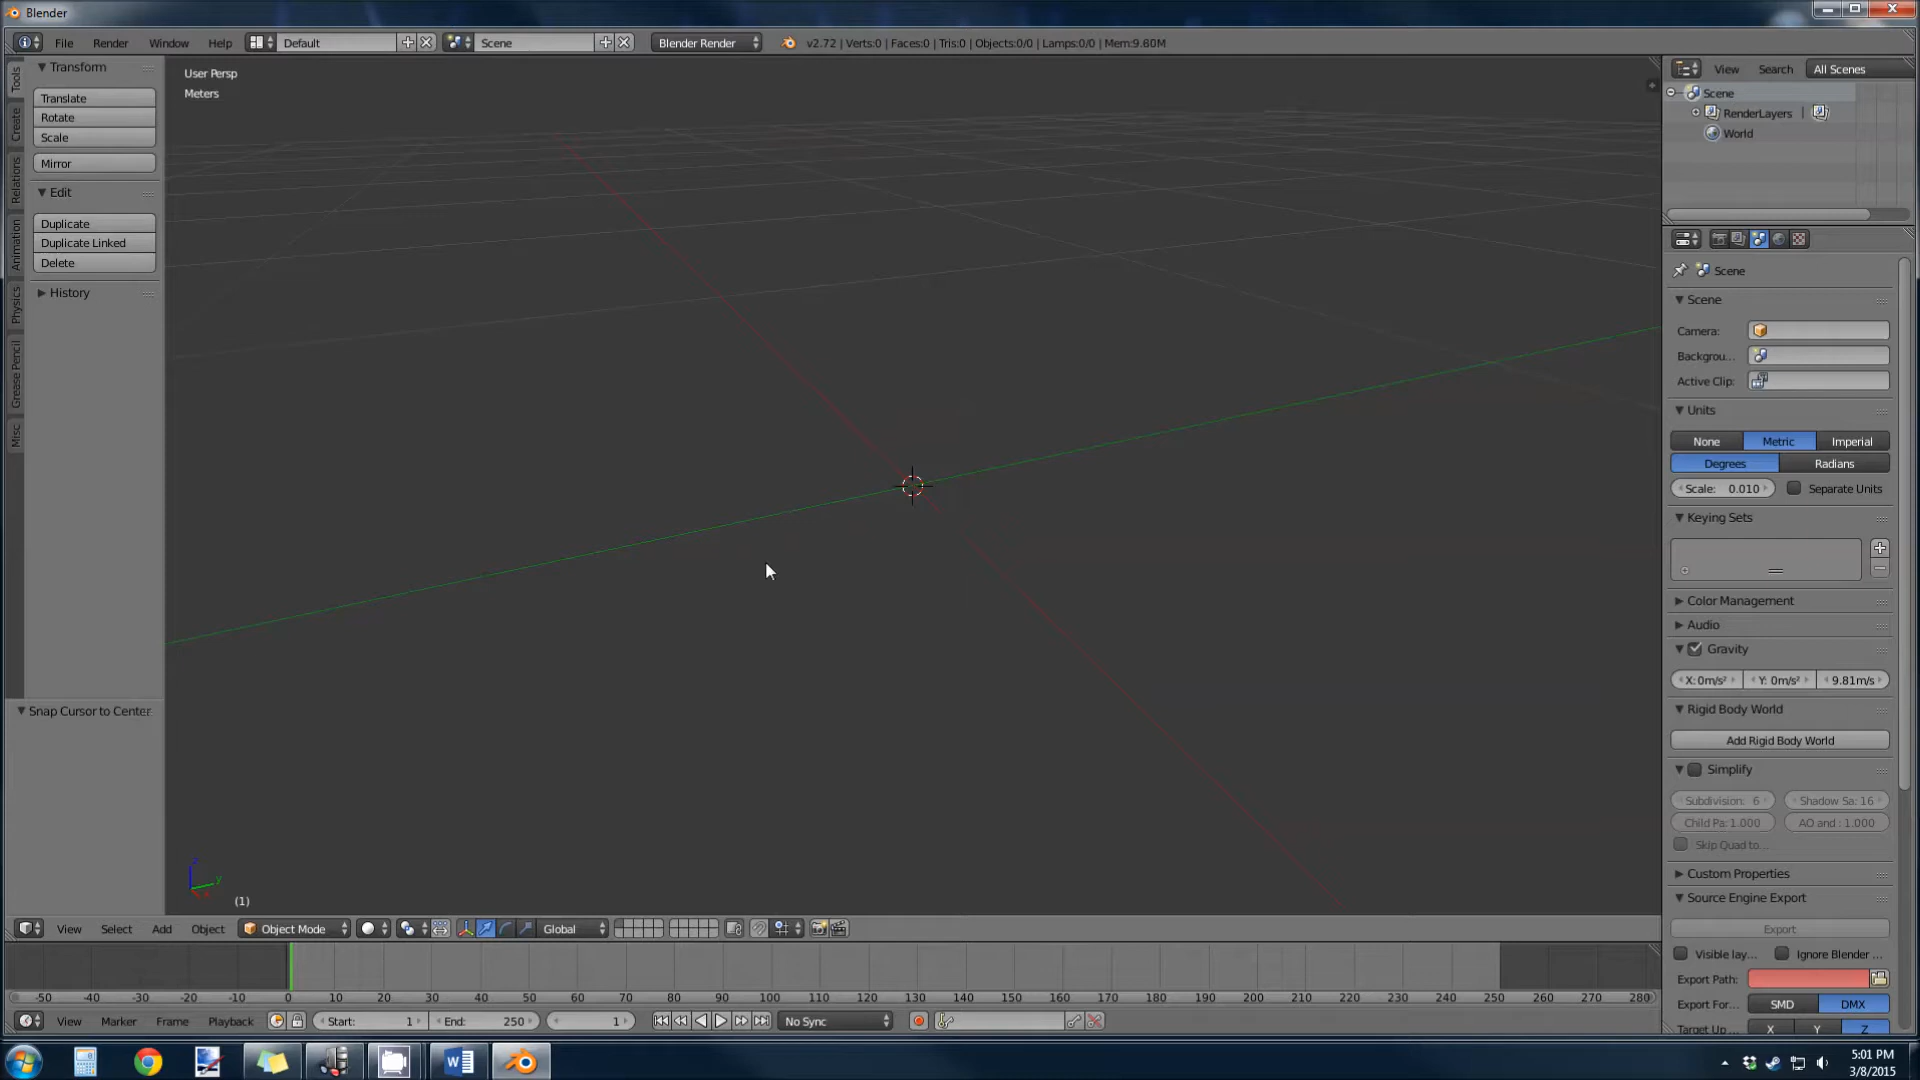 Blender
File Render Window Help Default Scene Blender Render v2.72 | Verts:0 | Faces:0 | Tris:0 | Objects:0/0 | Lamps:0/0 | Mem:9.60M
Tools
Create
Relations
Animation
Physics
Grease Pencil
Misc
Transform
Translate
Rotate
Scale
Mirror
Edit
Duplicate
Duplicate Linked
Delete
History
Snap Cursor to Center
User Persp
Meters
z
y
x
(1)
View Search All Scenes
Scene
RenderLayers |
World
Scene
Scene
Camera:
Backgrou...
Active Clip:
Units
None Metric Imperial
Degrees Radians
Scale: 0.010 Separate Units
Keying Sets
Color Management
Audio
Gravity
X: 0m/s² Y: 0m/s² 9.81m/s
Rigid Body World
Add Rigid Body World
Simplify
Subdivision: 6 Shadow Sa: 16
Child Pa:1.000 AO and : 1.000
Skip Quad to...
Custom Properties
Source Engine Export
Export
Visible lay... Ignore Blender ...
Export Path:
Export For... SMD DMX
Target Up X Y Z
View Select Add Object Object Mode Global
-50 -40 -30 -20 -10 0 10 20 30 40 50 60 70 80 90 100 110 120 130 140 150 160 170 180 190 200 210 220 230 240 250 260 270 280
View Marker Frame Playback Start: 1 End: 250 1 No Sync
5:01 PM
3/8/2015